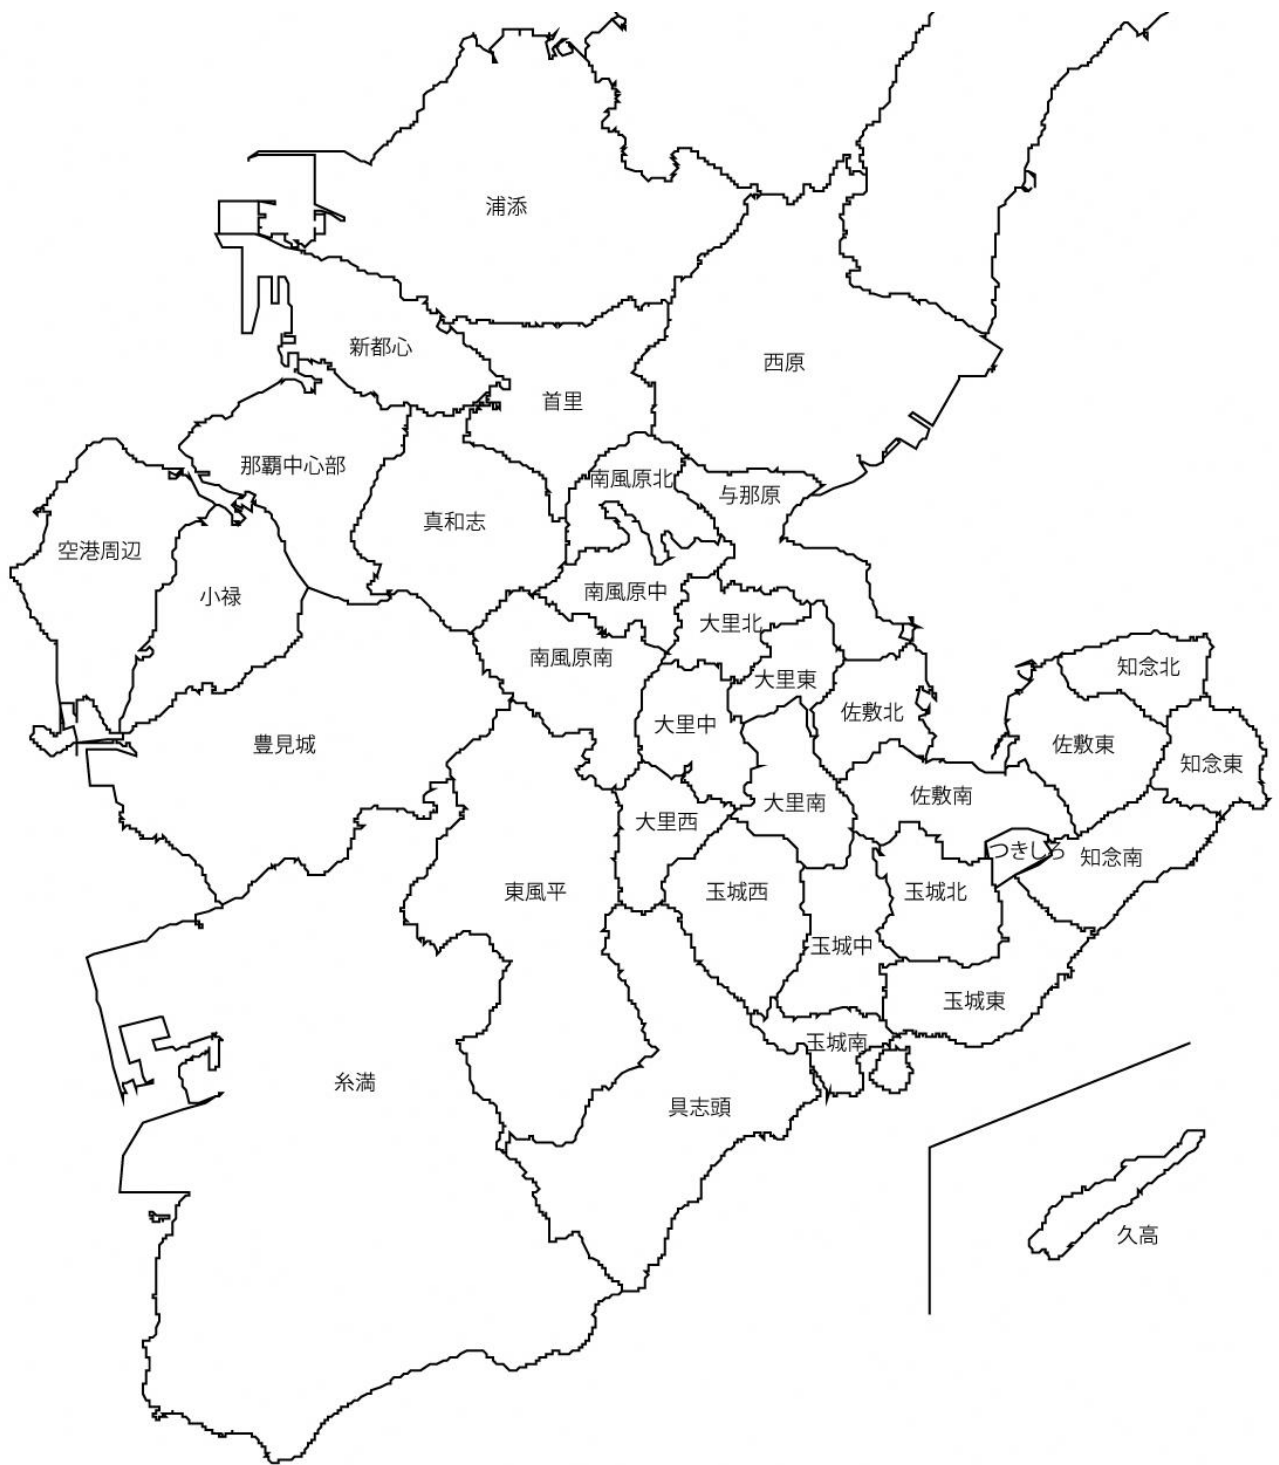 浦添
新都心
西原
首里
那覇中心部
南風原北
与那原
真和志
空港周辺
南風原中
小禄
大里北
南風原南
知念北
大里東
佐敷北
大里中
豊見城
佐敷東
知念東
佐敷南
大里南
大里西
つきしろ
知念南
東風平
玉城西
玉城北
玉城中
玉城東
玉城南
糸満
具志頭
久高